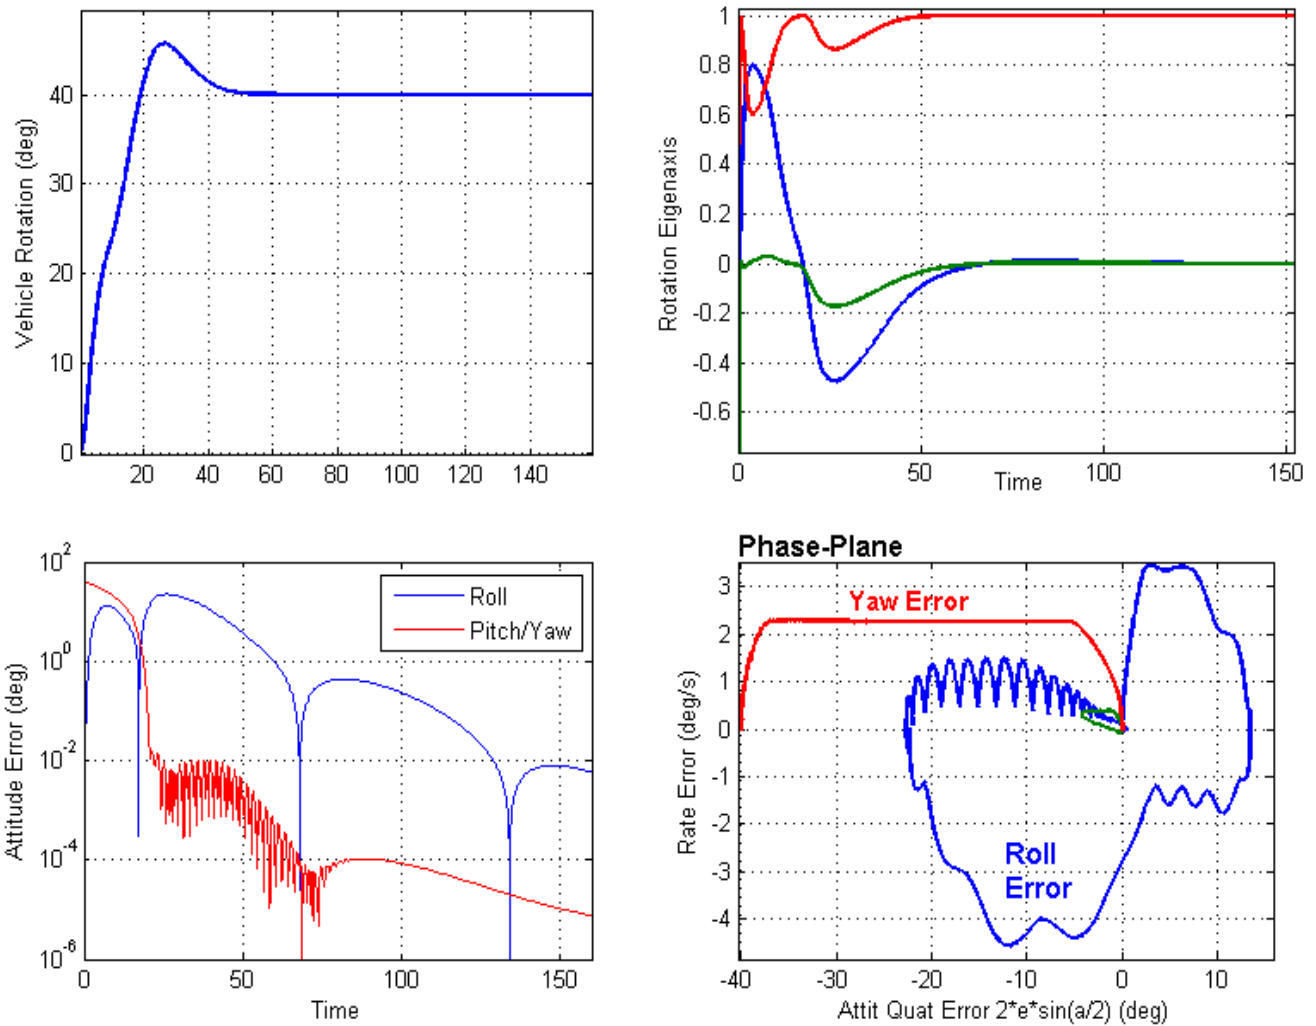 Vehicle Rotation (deg)
40
30
20
10
0
20 40 60 80 100 120 140
Rotation Eigenaxis
1
0.8
0.6
0.4
0.2
0
-0.2
-0.4
-0.6
0 50 100 150
Time
Attitude Error (deg)
10^2
10^0
10^-2
10^-4
10^-6
Roll
Pitch/Yaw
0 50 100 150
Time
Phase-Plane
Rate Error (deg/s)
3
2
1
0
-1
-2
-3
-4
Yaw Error
Roll
Error
-40 -30 -20 -10 0 10
Attit Quat Error 2*e*sin(a/2) (deg)